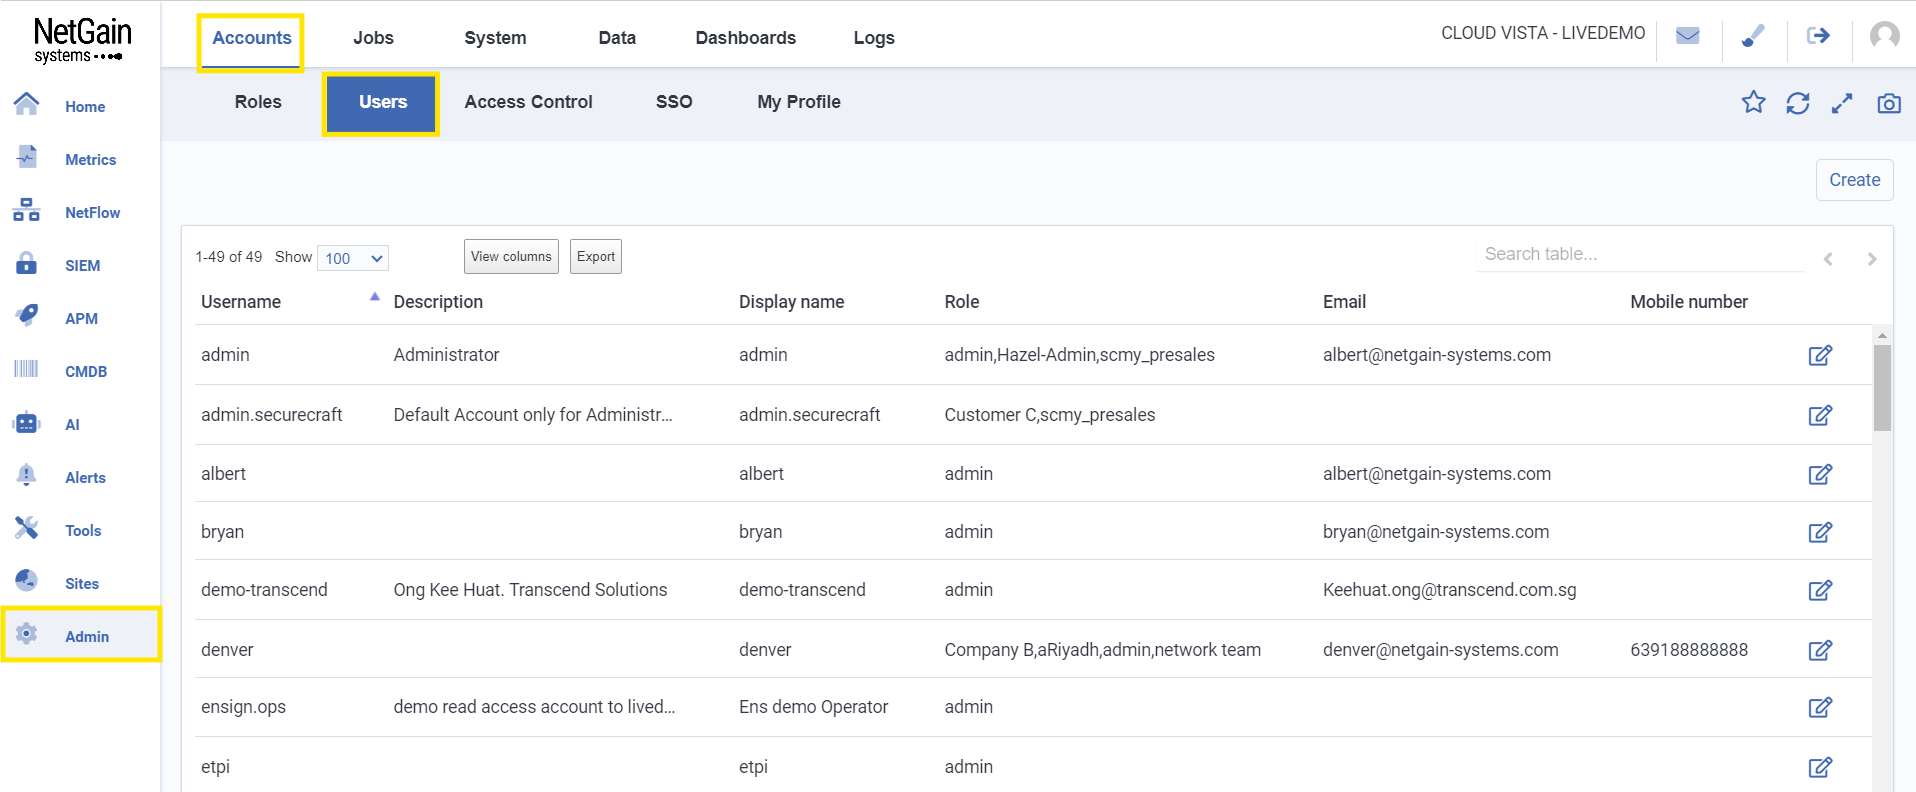 NetGain
systems
Accounts Jobs System Data Dashboards Logs CLOUD VISTA - LIVEDEMO
Roles Users Access Control SSO My Profile
Home
Metrics
NetFlow
SIEM
APM
CMDB
AI
Alerts
Tools
Sites
Admin
Create
1-49 of 49 Show 100 View columns Export Search table...
Username Description Display name Role Email Mobile number
admin Administrator admin admin,Hazel-Admin,scmy_presales albert@netgain-systems.com
admin.securecraft Default Account only for Administr... admin.securecraft Customer C,scmy_presales
albert albert admin albert@netgain-systems.com
bryan bryan admin bryan@netgain-systems.com
demo-transcend Ong Kee Huat. Transcend Solutions demo-transcend admin Keehuat.ong@transcend.com.sg
denver denver Company B,aRiyadh,admin,network team denver@netgain-systems.com 639188888888
ensign.ops demo read access account to lived... Ens demo Operator admin
etpi etpi admin